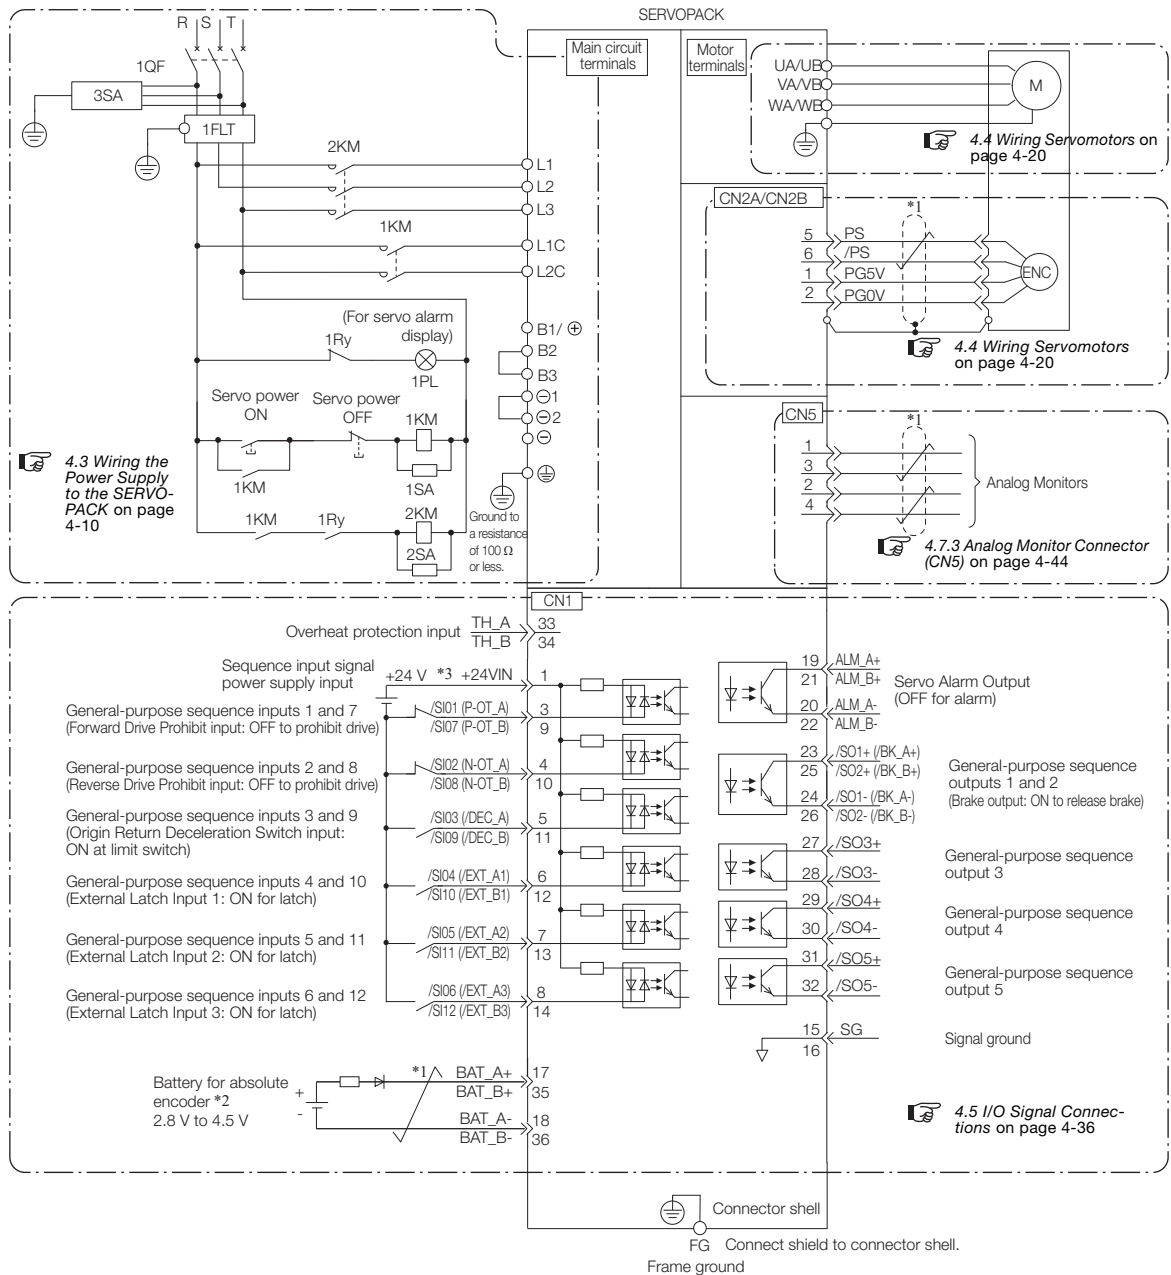 SERVOPACK
R S T
1QF
3SA
1FLT
Main circuit
terminals
Motor
terminals
2KM
L1
L2
L3
1KM
L1C
L2C
(For servo alarm
display)
1Ry
1PL
B1/ ⊕
B2
B3
⊖1
⊖2
⊖
Servo power
ON
Servo power
OFF
1KM
1KM
1SA
1KM
1Ry
2KM
2SA
Ground to
a resistance
of 100 Ω
or less.
4.3 Wiring the
Power Supply
to the SERVO-
PACK on page
4-10
UA/UB
VA/VB
WA/WB
M
4.4 Wiring Servomotors on
page 4-20
CN2A/CN2B
*1
5 PS
6 /PS
1 PG5V
2 PG0V
ENC
4.4 Wiring Servomotors
on page 4-20
CN5
*1
1
3
2
4
Analog Monitors
4.7.3 Analog Monitor Connector
(CN5) on page 4-44
CN1
Overheat protection input
TH_A 33
TH_B 34
Sequence input signal
power supply input
+24 V *3 +24VIN 1
General-purpose sequence inputs 1 and 7
(Forward Drive Prohibit input: OFF to prohibit drive)
/SI01 (P-OT_A) 3
/SI07 (P-OT_B) 9
General-purpose sequence inputs 2 and 8
(Reverse Drive Prohibit input: OFF to prohibit drive)
/SI02 (N-OT_A) 4
/SI08 (N-OT_B) 10
General-purpose sequence inputs 3 and 9
(Origin Return Deceleration Switch input:
ON at limit switch)
/SI03 (/DEC_A) 5
/SI09 (/DEC_B) 11
General-purpose sequence inputs 4 and 10
(External Latch Input 1: ON for latch)
/SI04 (/EXT_A1) 6
/SI10 (/EXT_B1) 12
General-purpose sequence inputs 5 and 11
(External Latch Input 2: ON for latch)
/SI05 (/EXT_A2) 7
/SI11 (/EXT_B2) 13
General-purpose sequence inputs 6 and 12
(External Latch Input 3: ON for latch)
/SI06 (/EXT_A3) 8
/SI12 (/EXT_B3) 14
Battery for absolute
encoder *2
2.8 V to 4.5 V
+
-
*1
BAT_A+ 17
BAT_B+ 35
BAT_A- 18
BAT_B- 36
19 ALM_A+
21 ALM_B+
20 ALM_A-
22 ALM_B-
Servo Alarm Output
(OFF for alarm)
23 /SO1+ (/BK_A+)
25 /SO2+ (/BK_B+)
24 /SO1- (/BK_A-)
26 /SO2- (/BK_B-)
General-purpose sequence
outputs 1 and 2
(Brake output: ON to release brake)
27 /SO3+
28 /SO3-
General-purpose sequence
output 3
29 /SO4+
30 /SO4-
General-purpose sequence
output 4
31 /SO5+
32 /SO5-
General-purpose sequence
output 5
15 SG
16
Signal ground
4.5 I/O Signal Connec-
tions on page 4-36
Connector shell
FG Connect shield to connector shell.
Frame ground